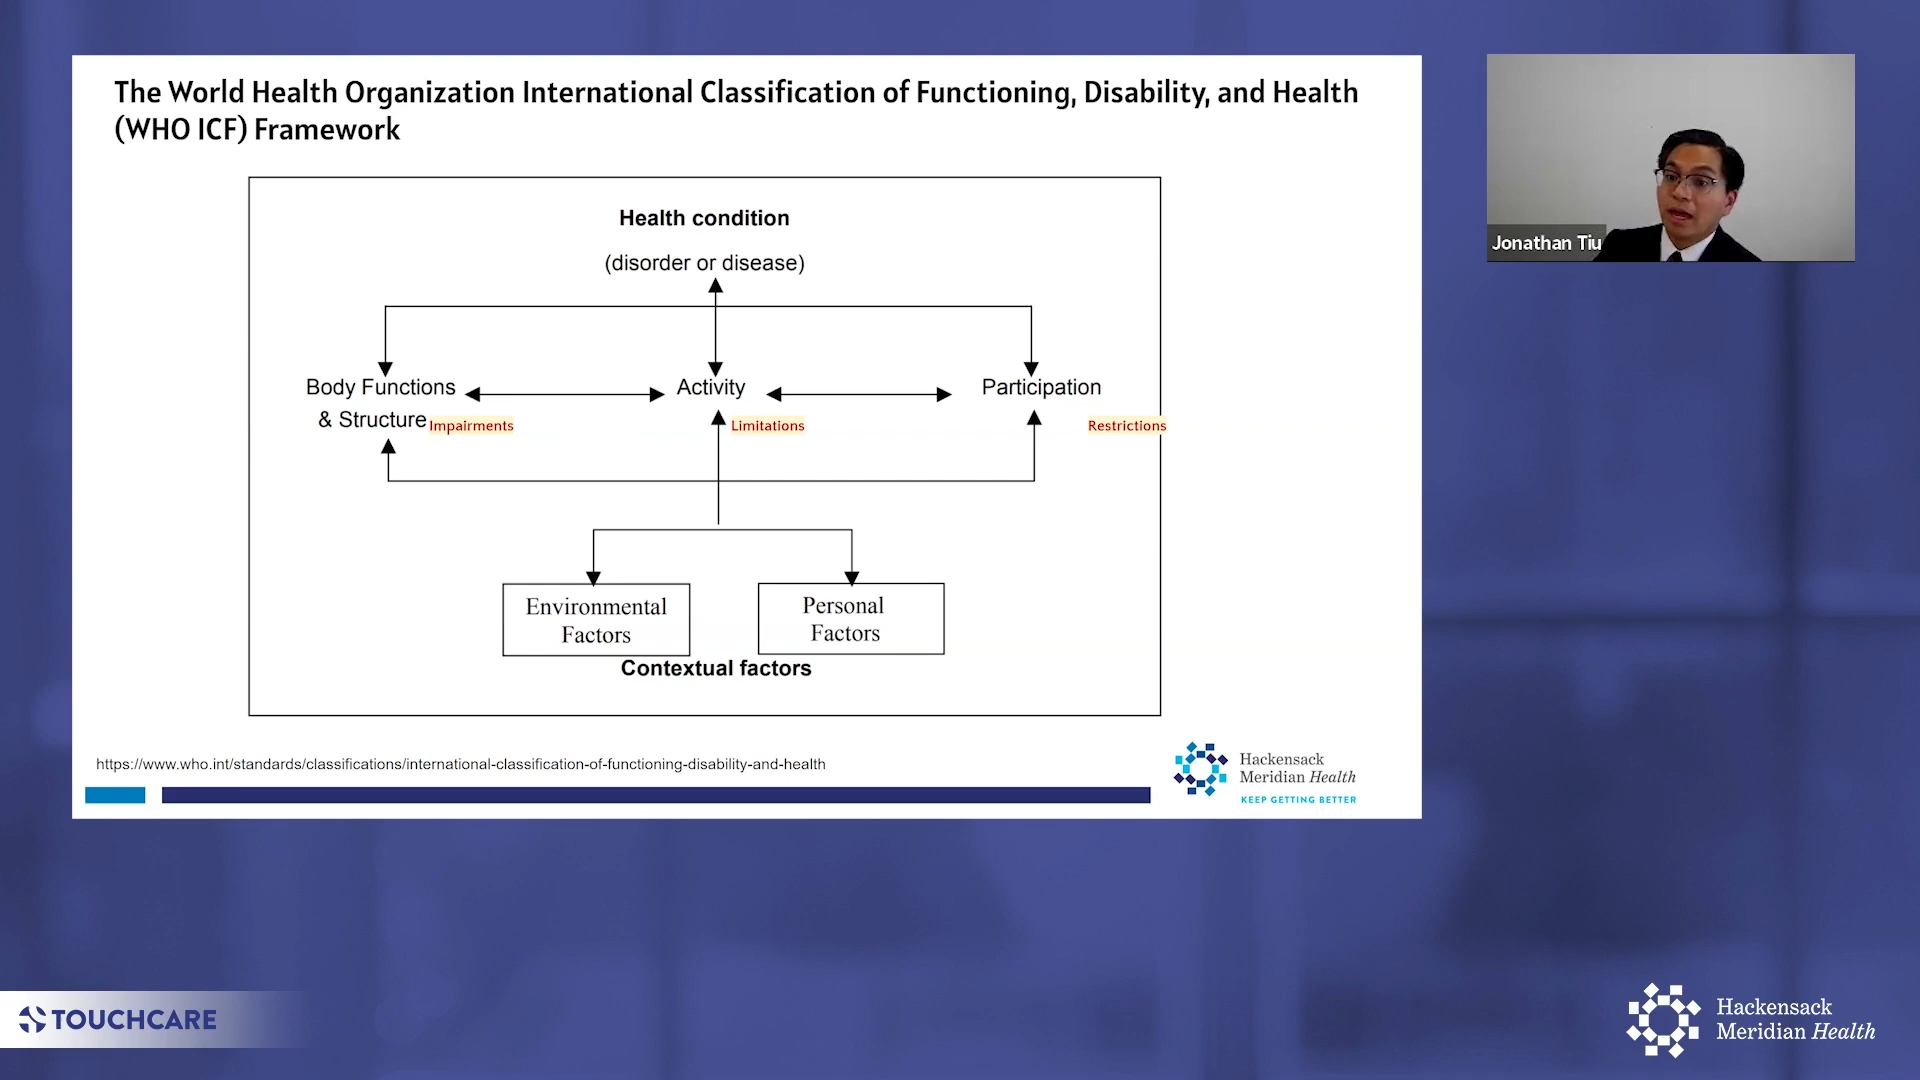 The World Health Organization International Classification of Functioning, Disability, and Health
(WHO ICF) Framework
Health condition
(disorder or disease)
Body Functions
& Structure
Impairments
Activity
Limitations
Participation
Restrictions
Environmental
Factors
Personal
Factors
Contextual factors
https://www.who.int/standards/classifications/international-classification-of-functioning-disability-and-health
Hackensack
Meridian Health
KEEP GETTING BETTER
Jonathan Tiu
TOUCHCARE
Hackensack
Meridian Health